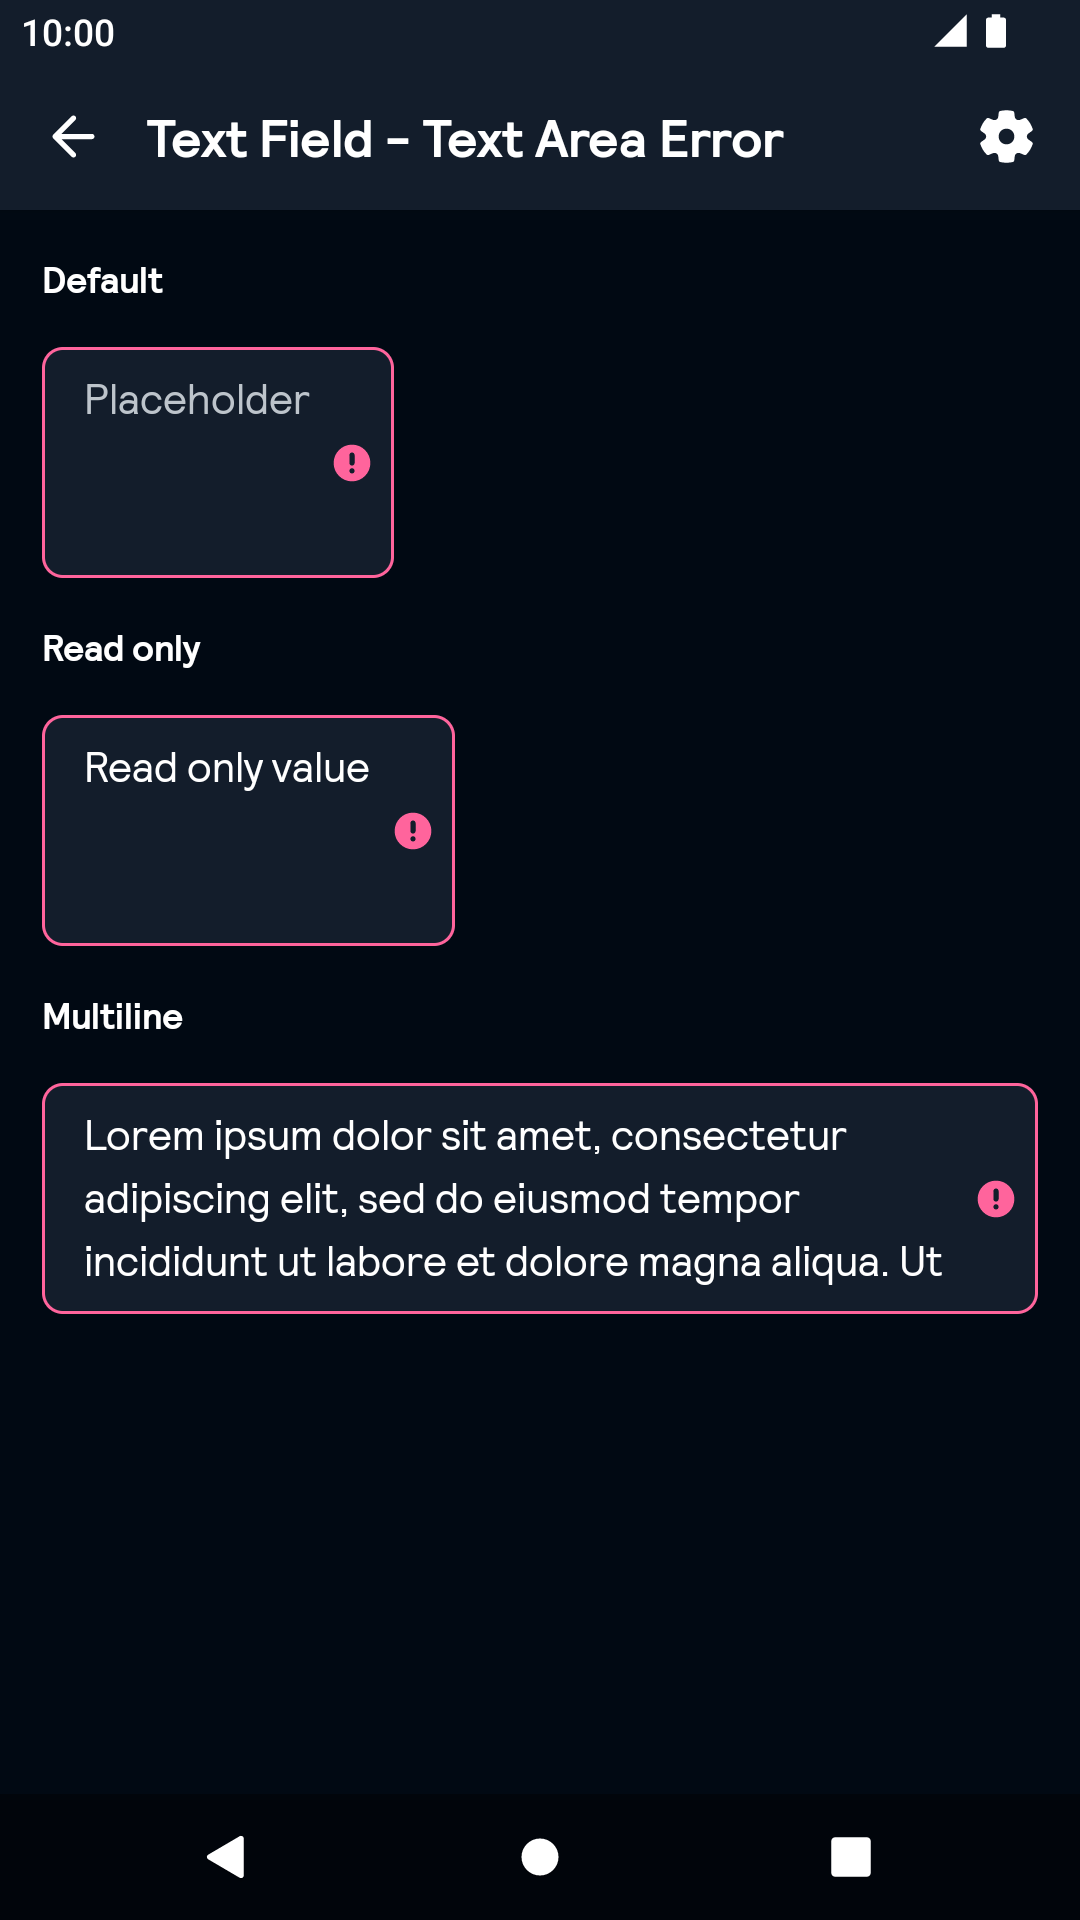 10:00
Text Field - Text Area Error
Default
Placeholder
Read only
Read only value
Multiline
Lorem ipsum dolor sit amet, consectetur
adipiscing elit, sed do eiusmod tempor
incididunt ut labore et dolore magna aliqua. Ut